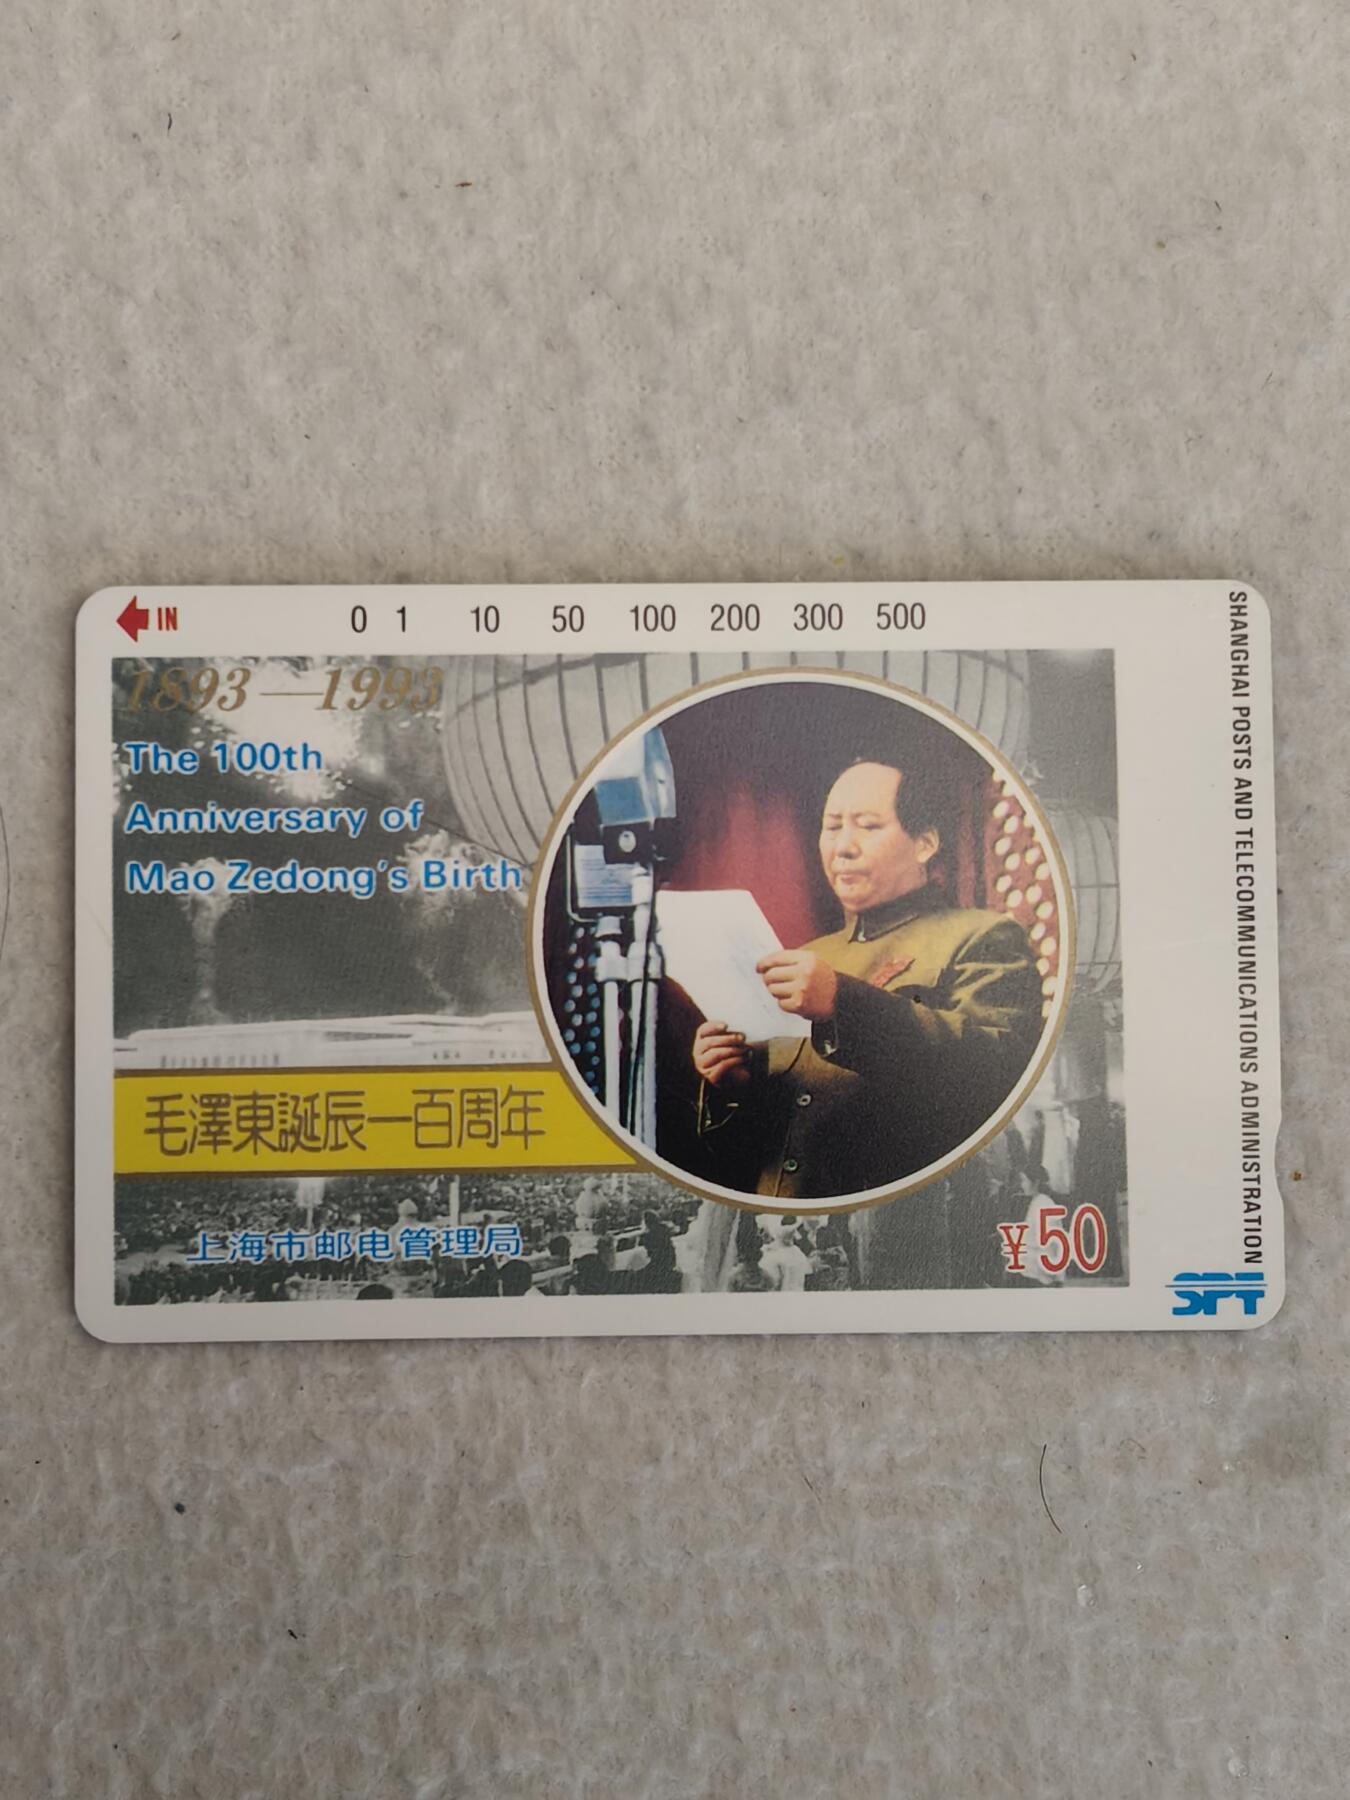 IN
0 1 10 50 100 200 300 500
1893—1993
The 100th
Anniversary of
Mao Zedong's Birth
毛澤東誕辰一百周年
上海市邮电管理局
¥50
SHANGHAI POSTS AND TELECOMMUNICATIONS ADMINISTRATION
SPT